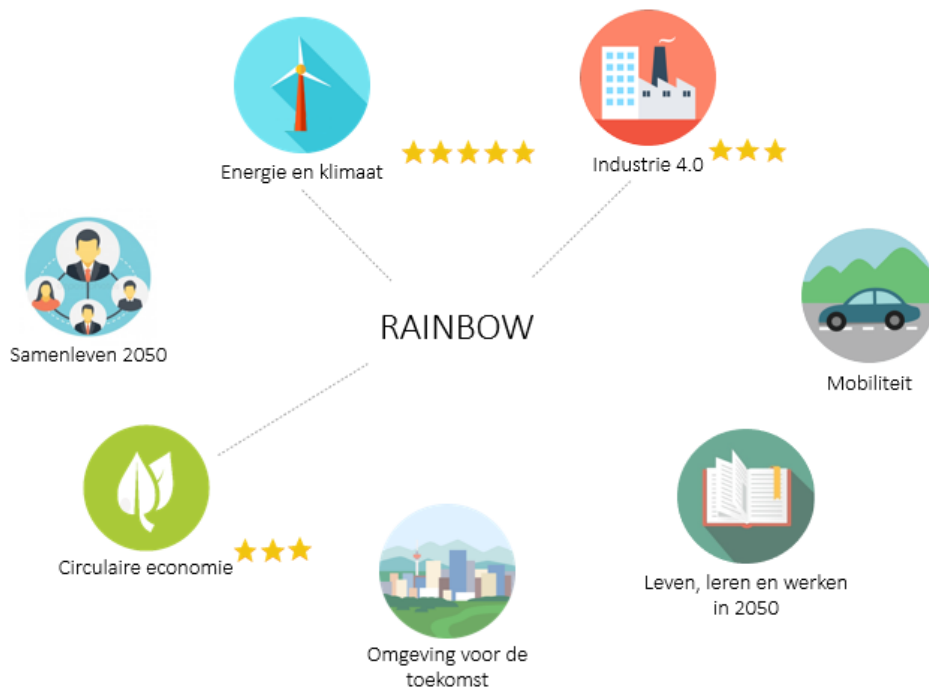 Energie en klimaat
Industrie 4.0
Samenleven 2050
RAINBOW
Mobiliteit
Circulaire economie
Leven, leren en werken
in 2050
Omgeving voor de
toekomst